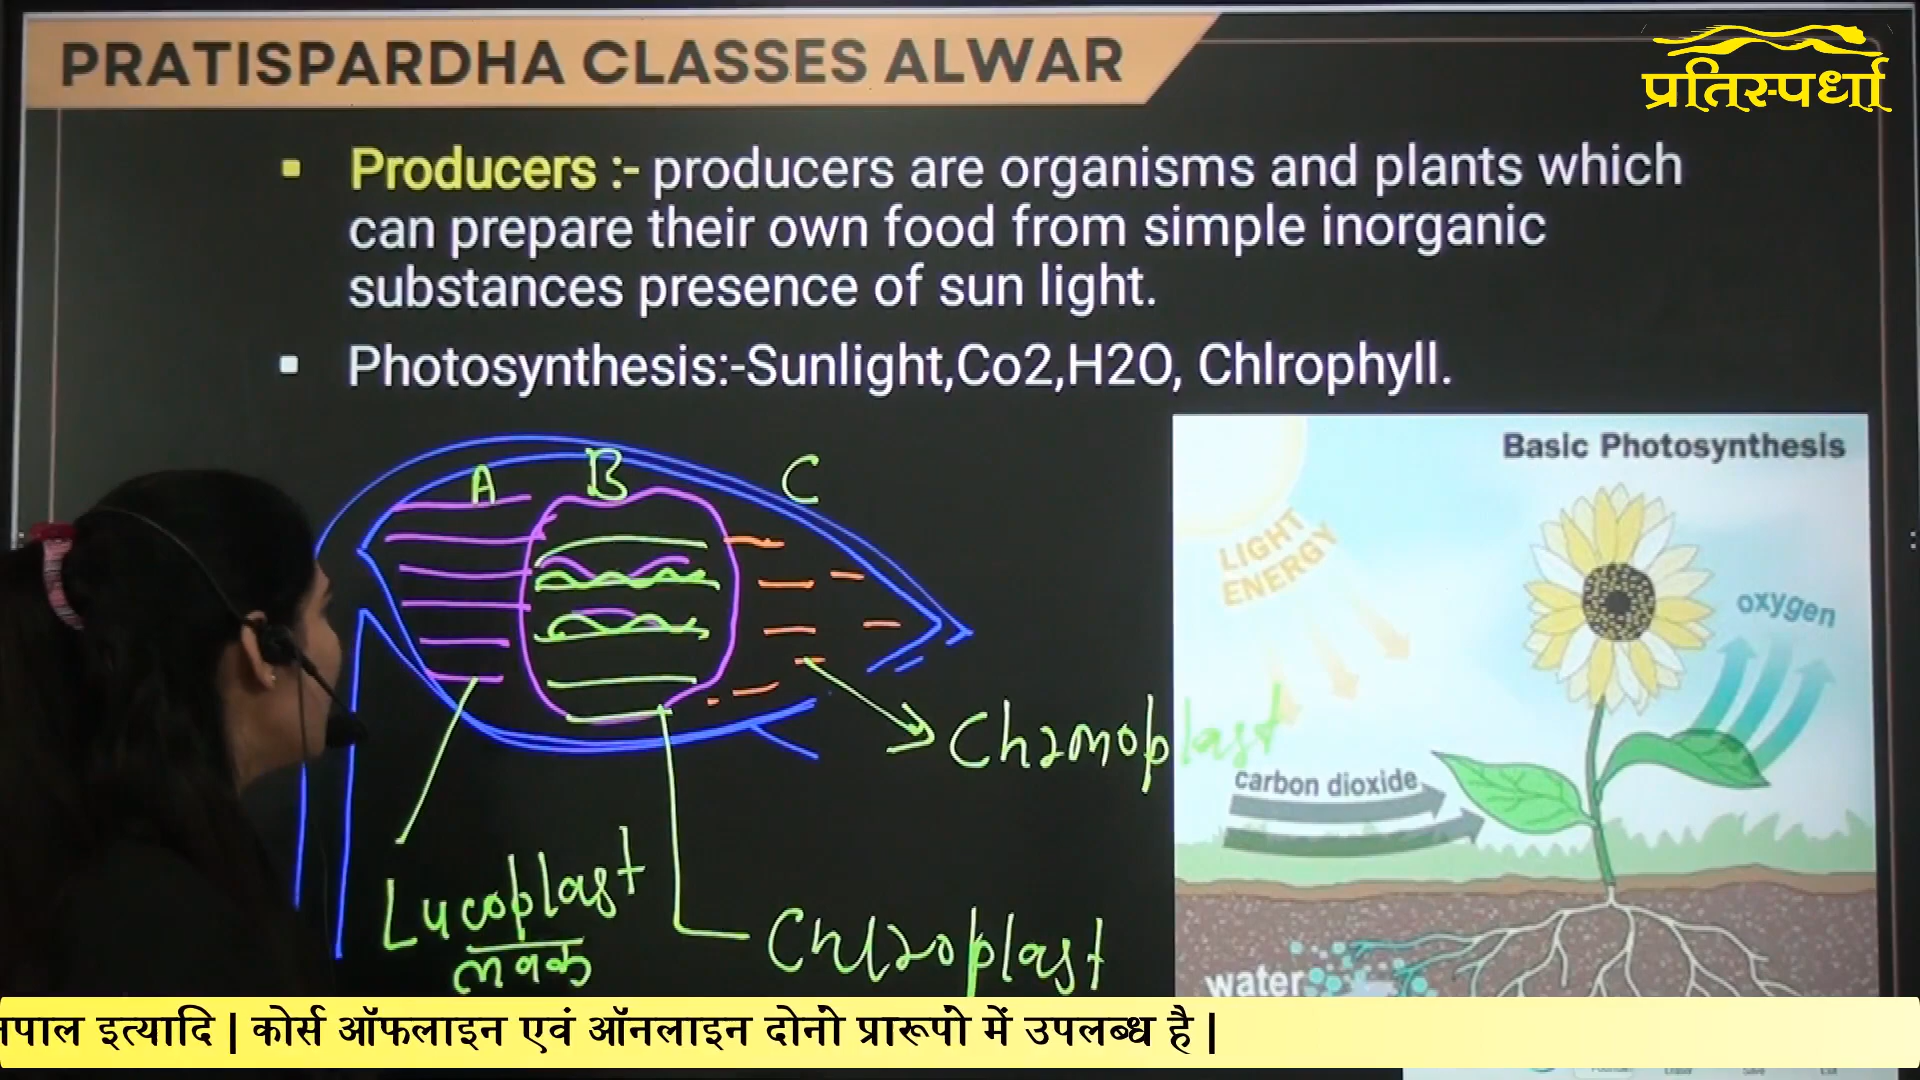 PRATISPARDHA CLASSES ALWAR
प्रतिस्पर्धा
▪ Producers :- producers are organisms and plants which
can prepare their own food from simple inorganic
substances presence of sun light.
▪ Photosynthesis:-Sunlight,Co2,H2O, Chlrophyll.
A B C
Chromoplast
Lucoplast
Chloroplast
Basic Photosynthesis
LIGHT
ENERGY
oxygen
carbon dioxide
water
इत्यादि | कोर्स ऑफलाइन एवं ऑनलाइन दोनो प्रारूपो में उपलब्ध है |